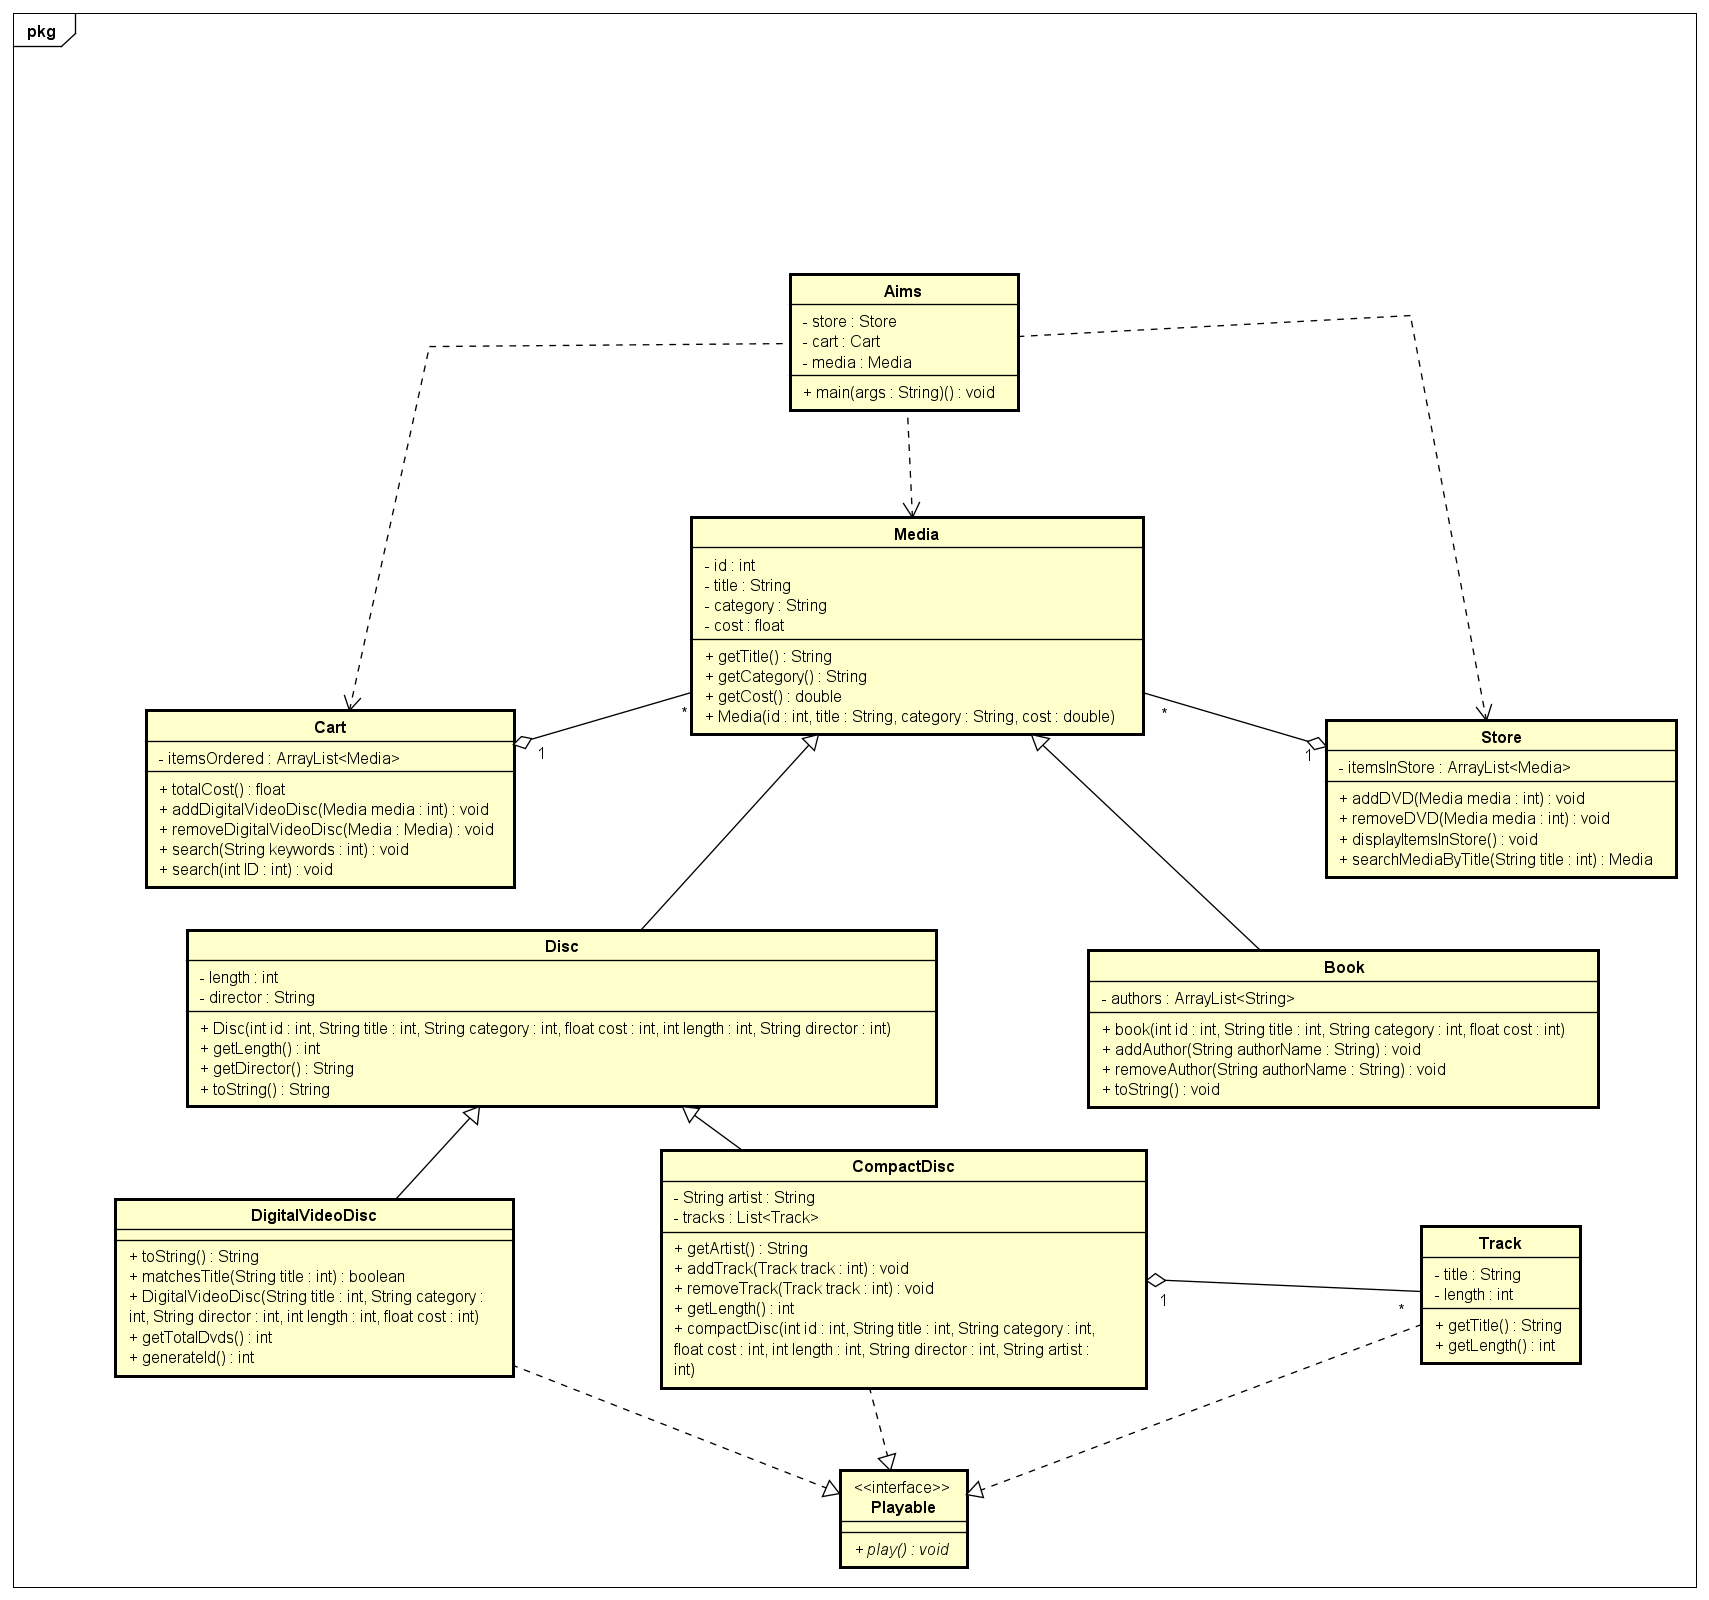 pkg
Aims
- store : Store
- cart : Cart
- media : Media
+ main(args : String)() : void
Media
- id : int
- title : String
- category : String
- cost : float
+ getTitle() : String
+ getCategory() : String
+ getCost() : double
+ Media(id : int, title : String, category : String, cost : double)
*
1
*
1
Cart
- itemsOrdered : ArrayList<Media>
+ totalCost() : float
+ addDigitalVideoDisc(Media media : int) : void
+ removeDigitalVideoDisc(Media : Media) : void
+ search(String keywords : int) : void
+ search(int ID : int) : void
Store
- itemsInStore : ArrayList<Media>
+ addDVD(Media media : int) : void
+ removeDVD(Media media : int) : void
+ displayItemsInStore() : void
+ searchMediaByTitle(String title : int) : Media
Disc
- length : int
- director : String
+ Disc(int id : int, String title : int, String category : int, float cost : int, int length : int, String director : int)
+ getLength() : int
+ getDirector() : String
+ toString() : String
Book
- authors : ArrayList<String>
+ book(int id : int, String title : int, String category : int, float cost : int)
+ addAuthor(String authorName : String) : void
+ removeAuthor(String authorName : String) : void
+ toString() : void
DigitalVideoDisc
+ toString() : String
+ matchesTitle(String title : int) : boolean
+ DigitalVideoDisc(String title : int, String category :
int, String director : int, int length : int, float cost : int)
+ getTotalDvds() : int
+ generateId() : int
CompactDisc
- String artist : String
- tracks : List<Track>
+ getArtist() : String
+ addTrack(Track track : int) : void
+ removeTrack(Track track : int) : void
+ getLength() : int
+ compactDisc(int id : int, String title : int, String category : int,
float cost : int, int length : int, String director : int, String artist :
int)
1
*
Track
- title : String
- length : int
+ getTitle() : String
+ getLength() : int
<<interface>>
Playable
+ play() : void